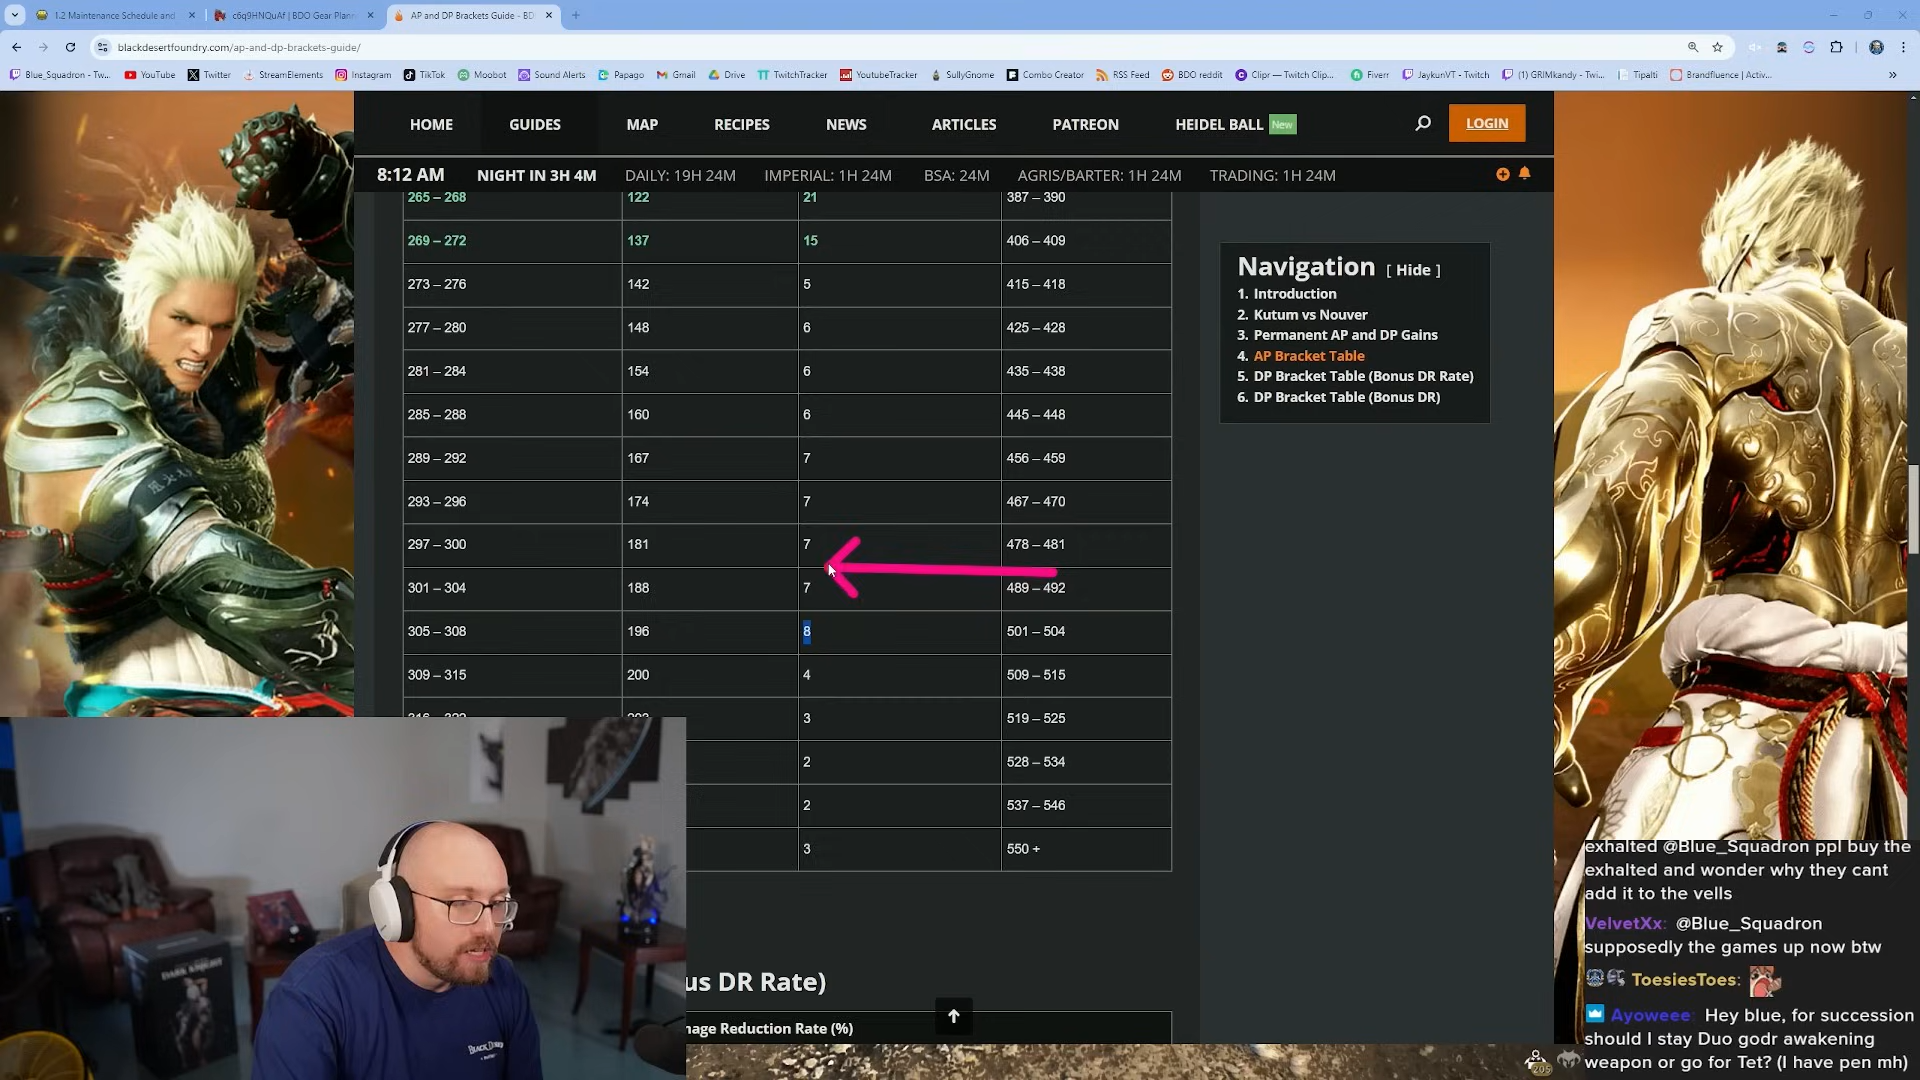 1.2 Maintenance Schedule and
c6q9HNQuAf | BDO Gear Plann
AP and DP Brackets Guide - BD
blackdesertfoundry.com/ap-and-dp-brackets-guide/
Blue_Squadron - Tw...
YouTube
Twitter
StreamElements
Instagram
TikTok
Moobot
Sound Alerts
Papago
Gmail
Drive
TwitchTracker
YoutubeTracker
SullyGnome
Combo Creator
RSS Feed
BDO reddit
Clipr — Twitch Clip...
Fiverr
JaykunVT - Twitch
(1) GRIMkandy - Twi...
Tipalti
Brandfluence | Activ...
HOME GUIDES MAP RECIPES NEWS ARTICLES PATREON HEIDEL BALL New LOGIN
8:12 AM NIGHT IN 3H 4M DAILY: 19H 24M IMPERIAL: 1H 24M BSA: 24M AGRIS/BARTER: 1H 24M TRADING: 1H 24M
265 – 268 122 21 387 – 390
269 – 272 137 15 406 – 409
273 – 276 142 5 415 – 418
277 – 280 148 6 425 – 428
281 – 284 154 6 435 – 438
285 – 288 160 6 445 – 448
289 – 292 167 7 456 – 459
293 – 296 174 7 467 – 470
297 – 300 181 7 478 – 481
301 – 304 188 7 489 – 492
305 – 308 196 8 501 – 504
309 – 315 200 4 509 – 515
3 519 – 525
2 528 – 534
2 537 – 546
3 550 +
us DR Rate)
mage Reduction Rate (%)
Navigation [ Hide ]
1. Introduction
2. Kutum vs Nouver
3. Permanent AP and DP Gains
4. AP Bracket Table
5. DP Bracket Table (Bonus DR Rate)
6. DP Bracket Table (Bonus DR)
exhalted @Blue_Squadron ppl buy the
exhalted and wonder why they cant
add it to the vells
VelvetXx: @Blue_Squadron
supposedly the games up now btw
ToesiesToes:
Ayoweee: Hey blue, for succession
should I stay Duo godr awakening
weapon or go for Tet? (I have pen mh)
205